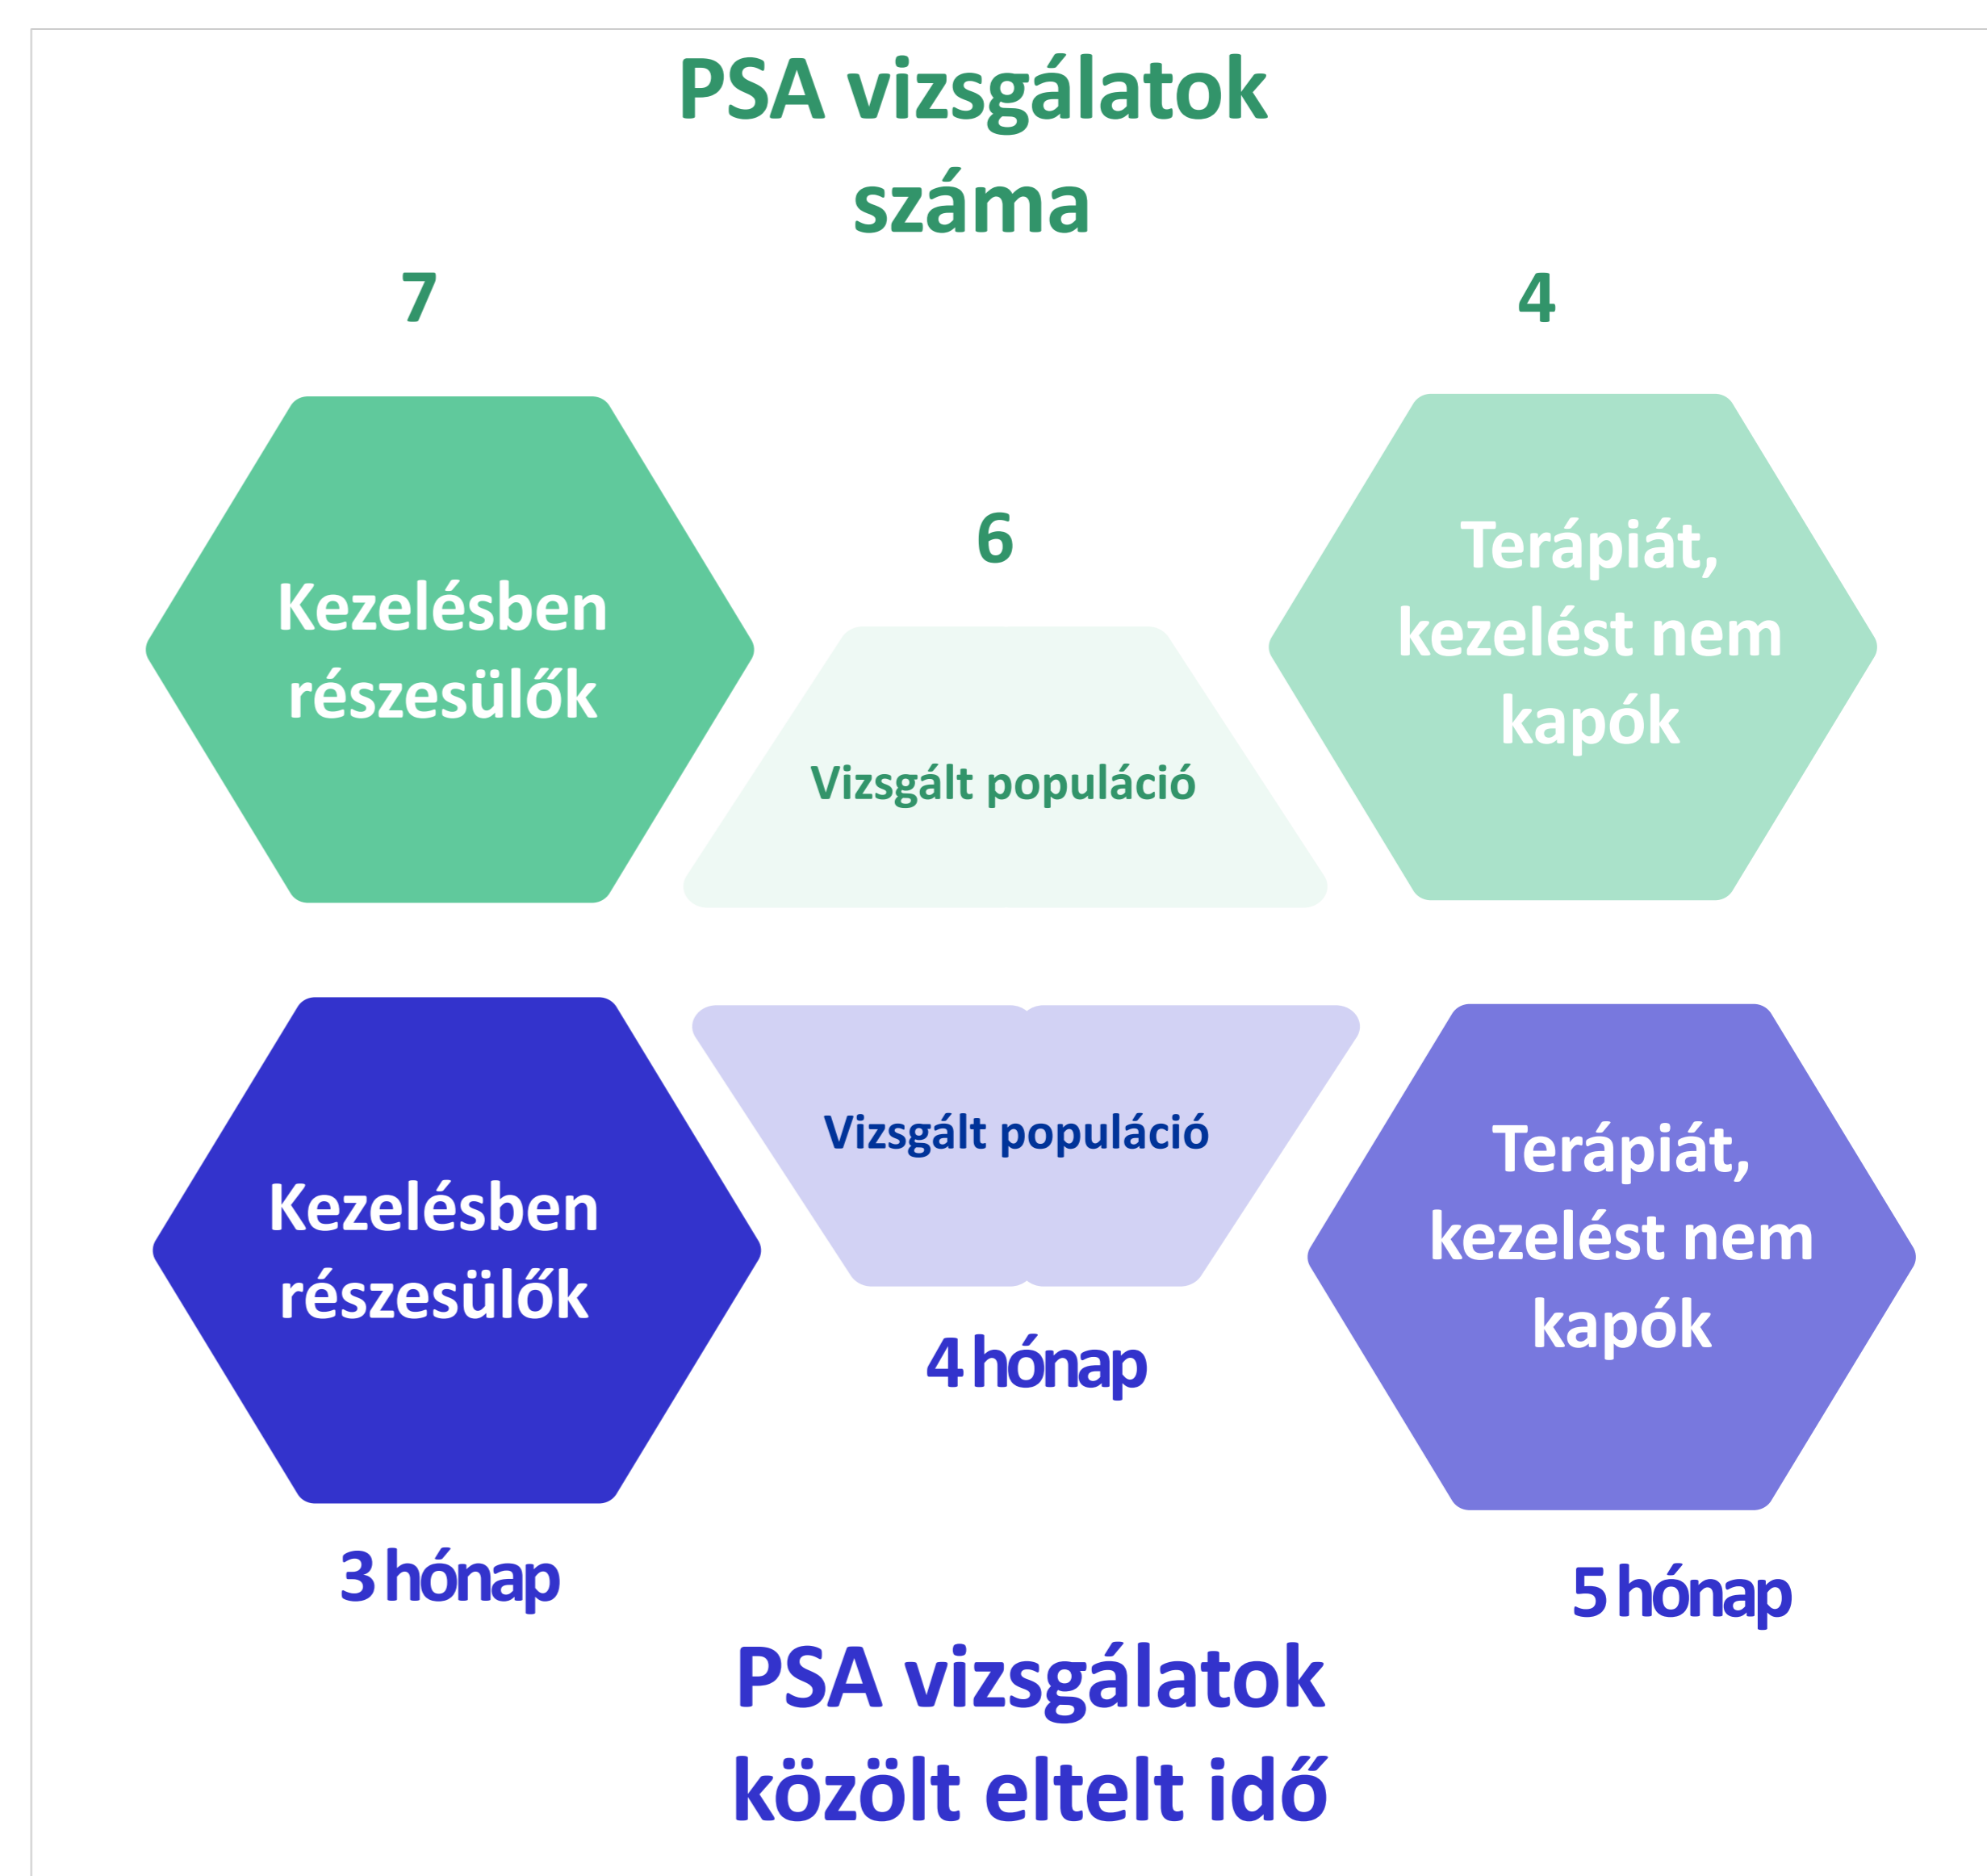 PSA vizsgálatok
száma
7
4
6
Kezelésben
részesülők
Vizsgált populáció
Terápiát,
kezelést nem
kapók
Kezelésben
részesülők
Vizsgált populáció
Terápiát,
kezelést nem
kapók
4 hónap
3 hónap
5 hónap
PSA vizsgálatok
közölt eltelt idő